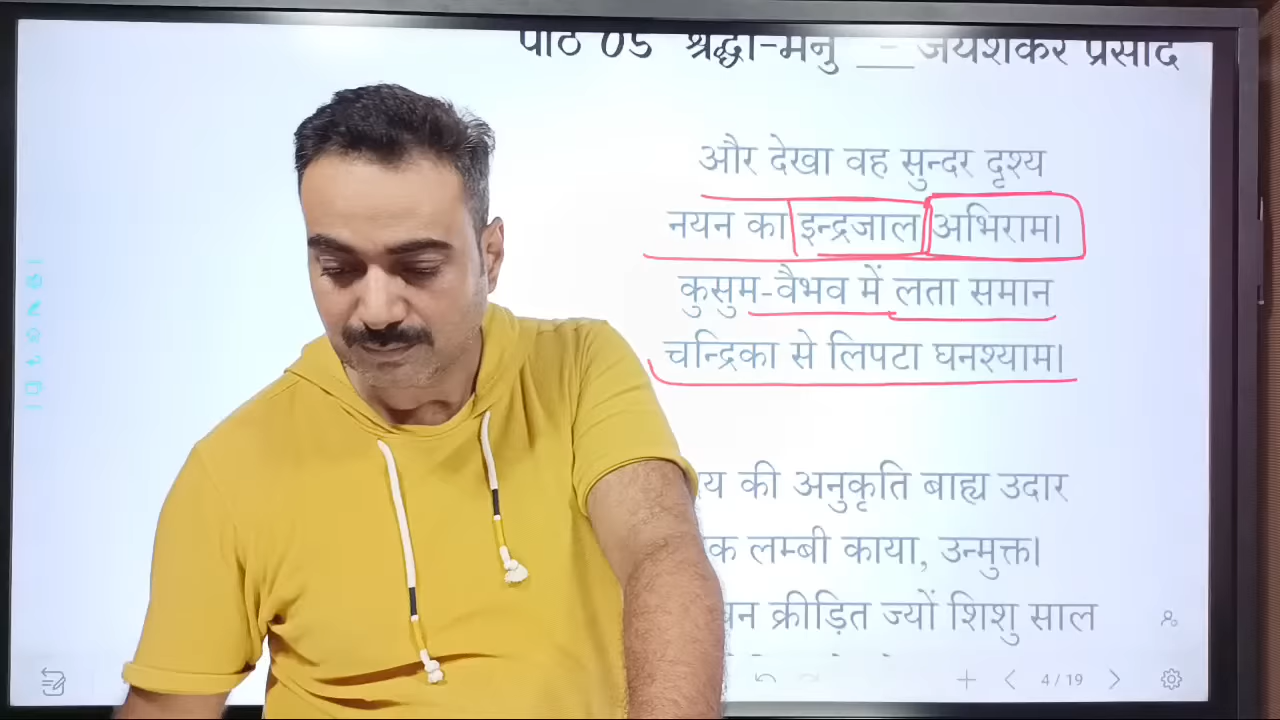 पाठ 05 श्रद्धा-मनु – जयशंकर प्रसाद
और देखा वह सुन्दर दृश्य
नयन का इन्द्रजाल अभिराम।
कुसुम-वैभव में लता समान
चन्द्रिका से लिपटा घनश्याम।
की अनुकृति बाह्य उदार
लम्बी काया, उन्मुक्त।
क्रीड़ित ज्यों शिशु साल
4 / 19